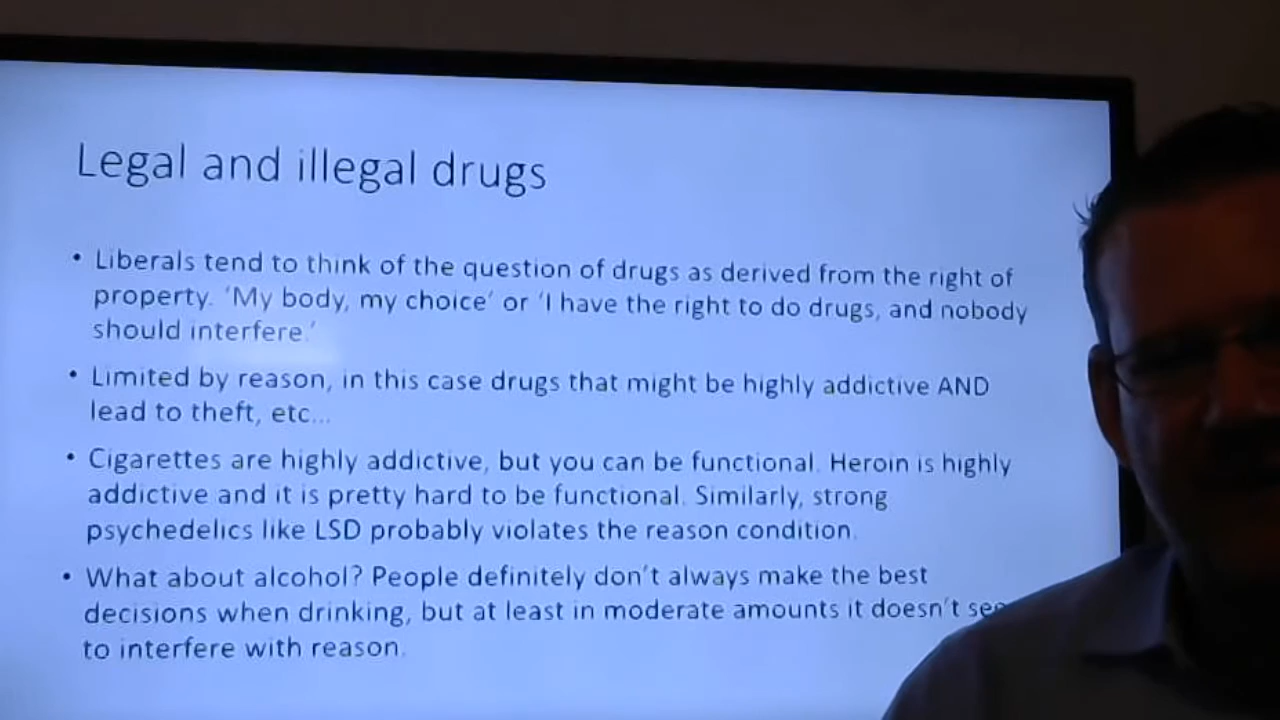 Legal and illegal drugs
• Liberals tend to think of the question of drugs as derived from the right of
property. 'My body, my choice' or 'I have the right to do drugs, and nobody
should interfere.'
• Limited by reason, in this case drugs that might be highly addictive AND
lead to theft, etc...
• Cigarettes are highly addictive, but you can be functional. Heroin is highly
addictive and it is pretty hard to be functional. Similarly, strong
psychedelics like LSD probably violates the reason condition.
• What about alcohol? People definitely don't always make the best
decisions when drinking, but at least in moderate amounts it doesn't
to interfere with reason.